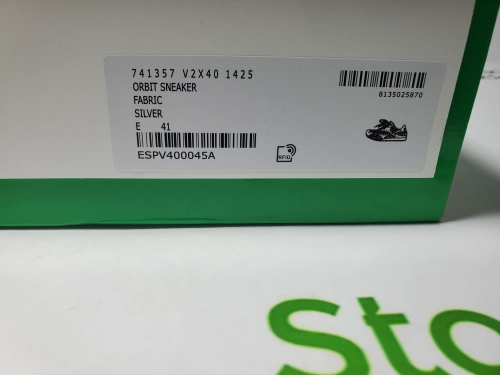 741357 V2X40 1425
ORBIT SNEAKER
FABRIC
SILVER
E 41
ESPV400045A
8135025870
RFID
Sto